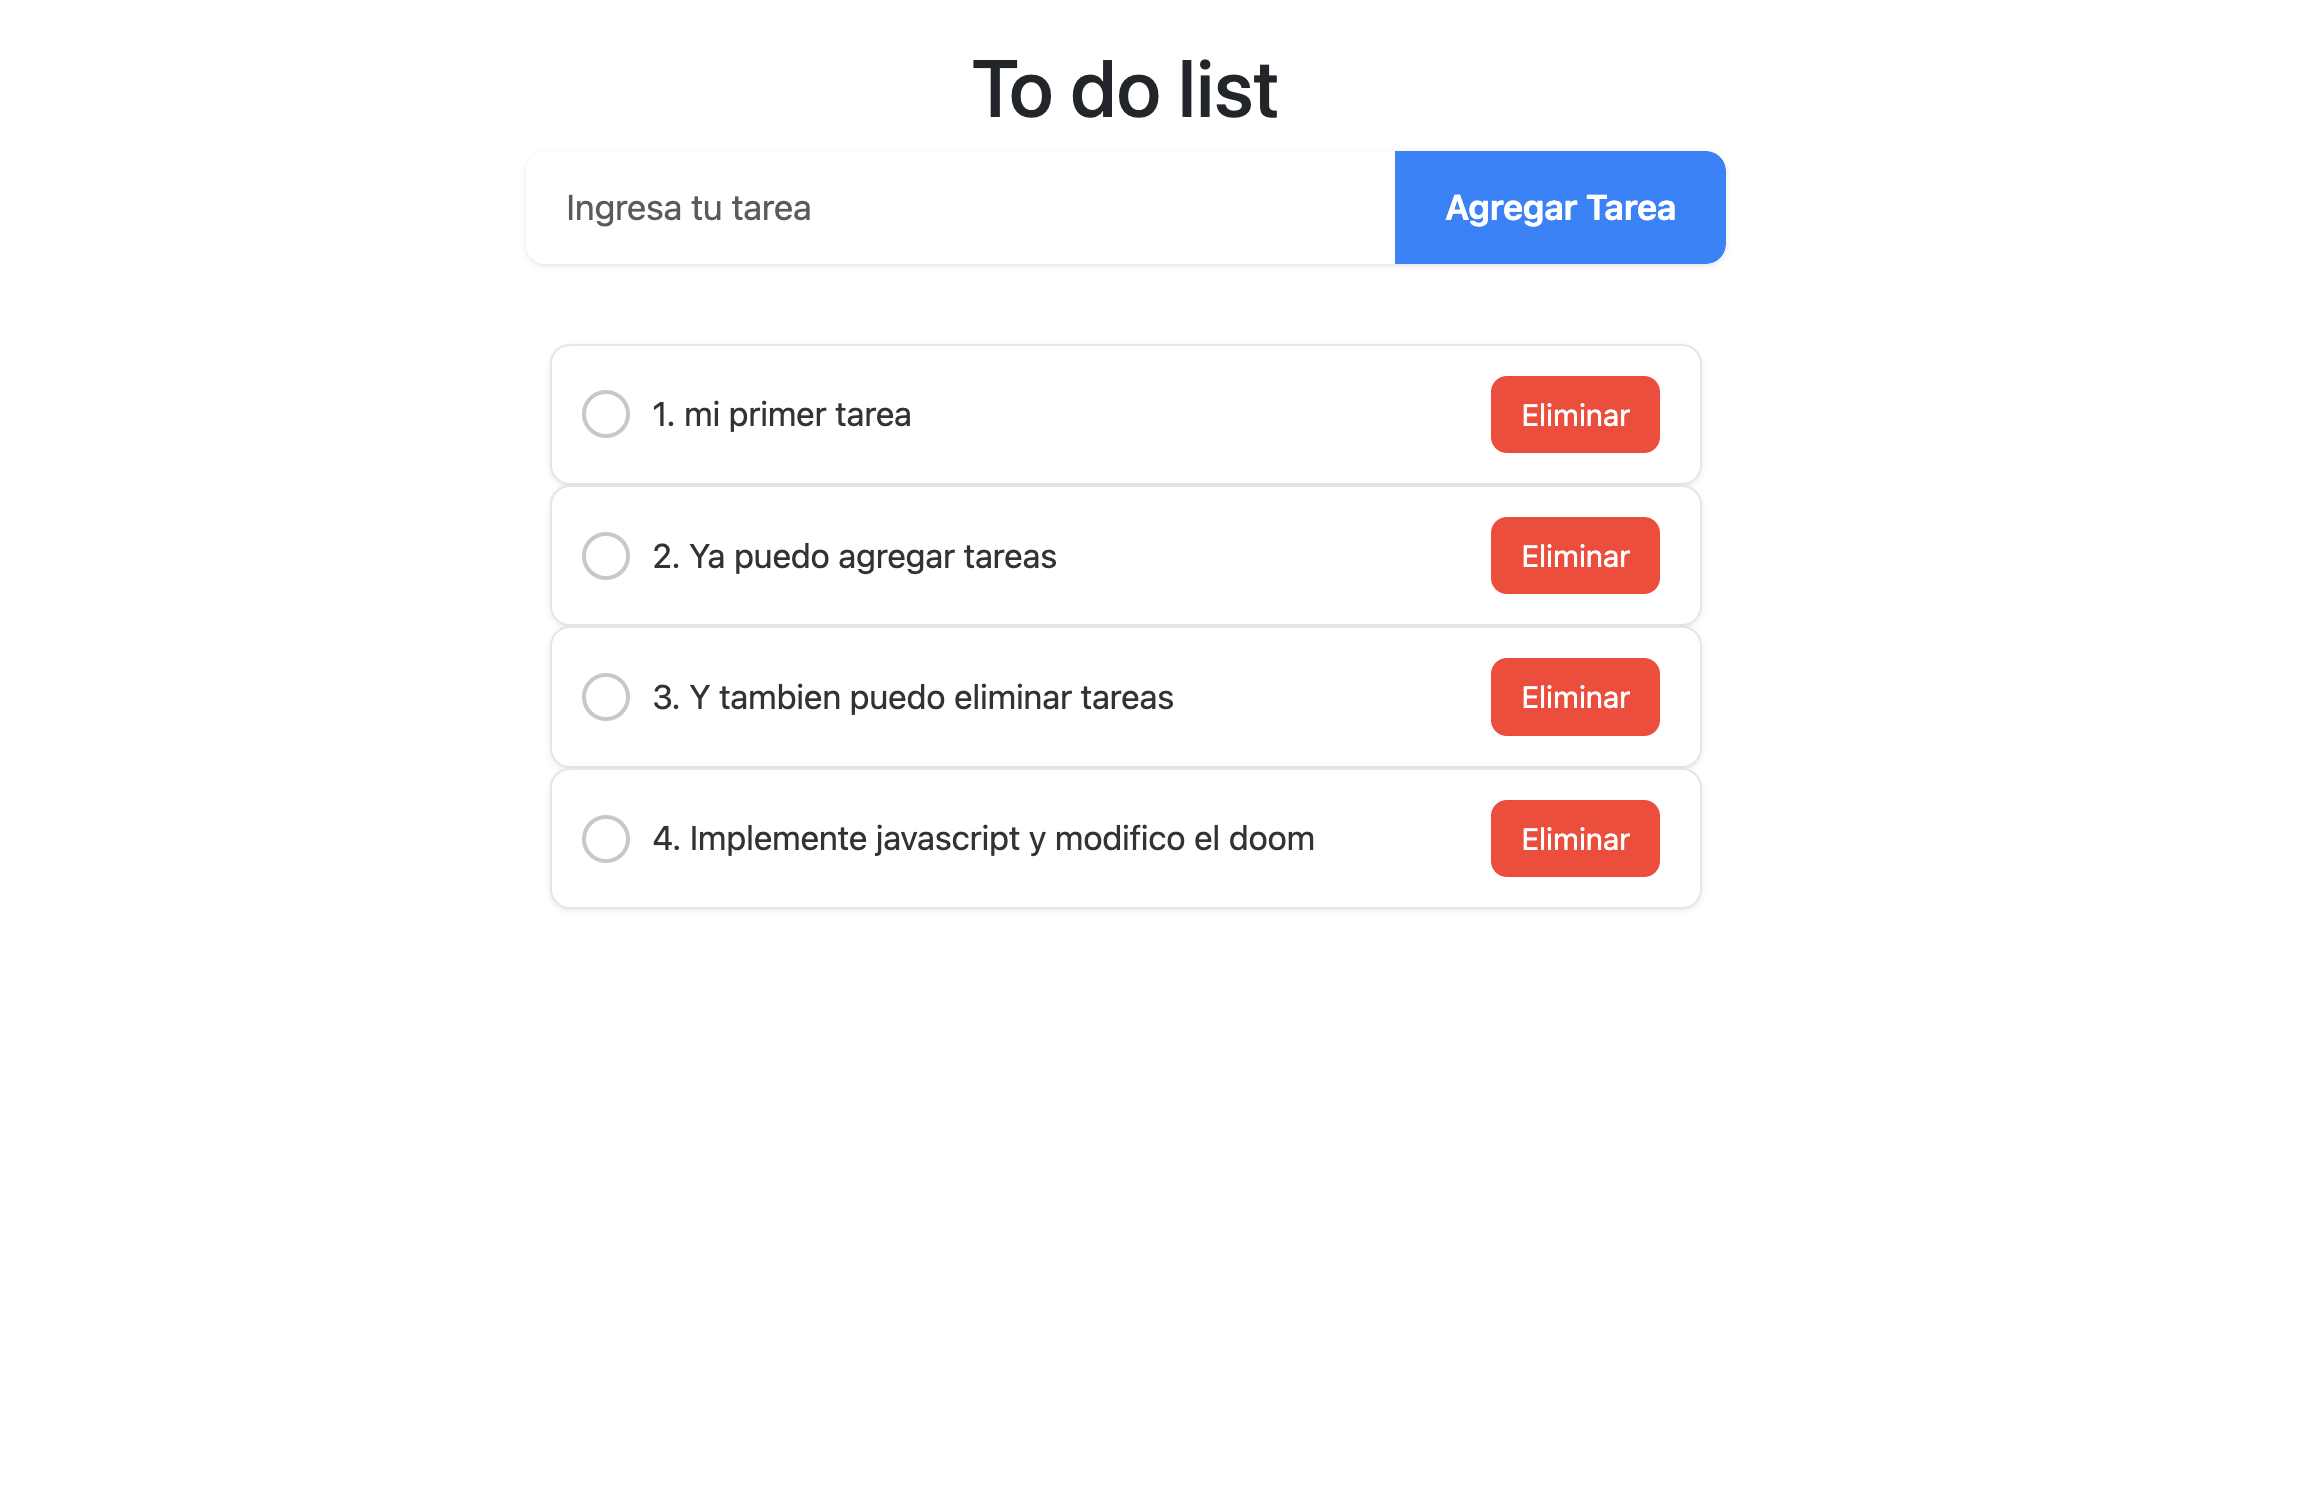 To do list
Ingresa tu tarea
Agregar Tarea
1. mi primer tarea
Eliminar
2. Ya puedo agregar tareas
Eliminar
3. Y tambien puedo eliminar tareas
Eliminar
4. Implemente javascript y modifico el doom
Eliminar